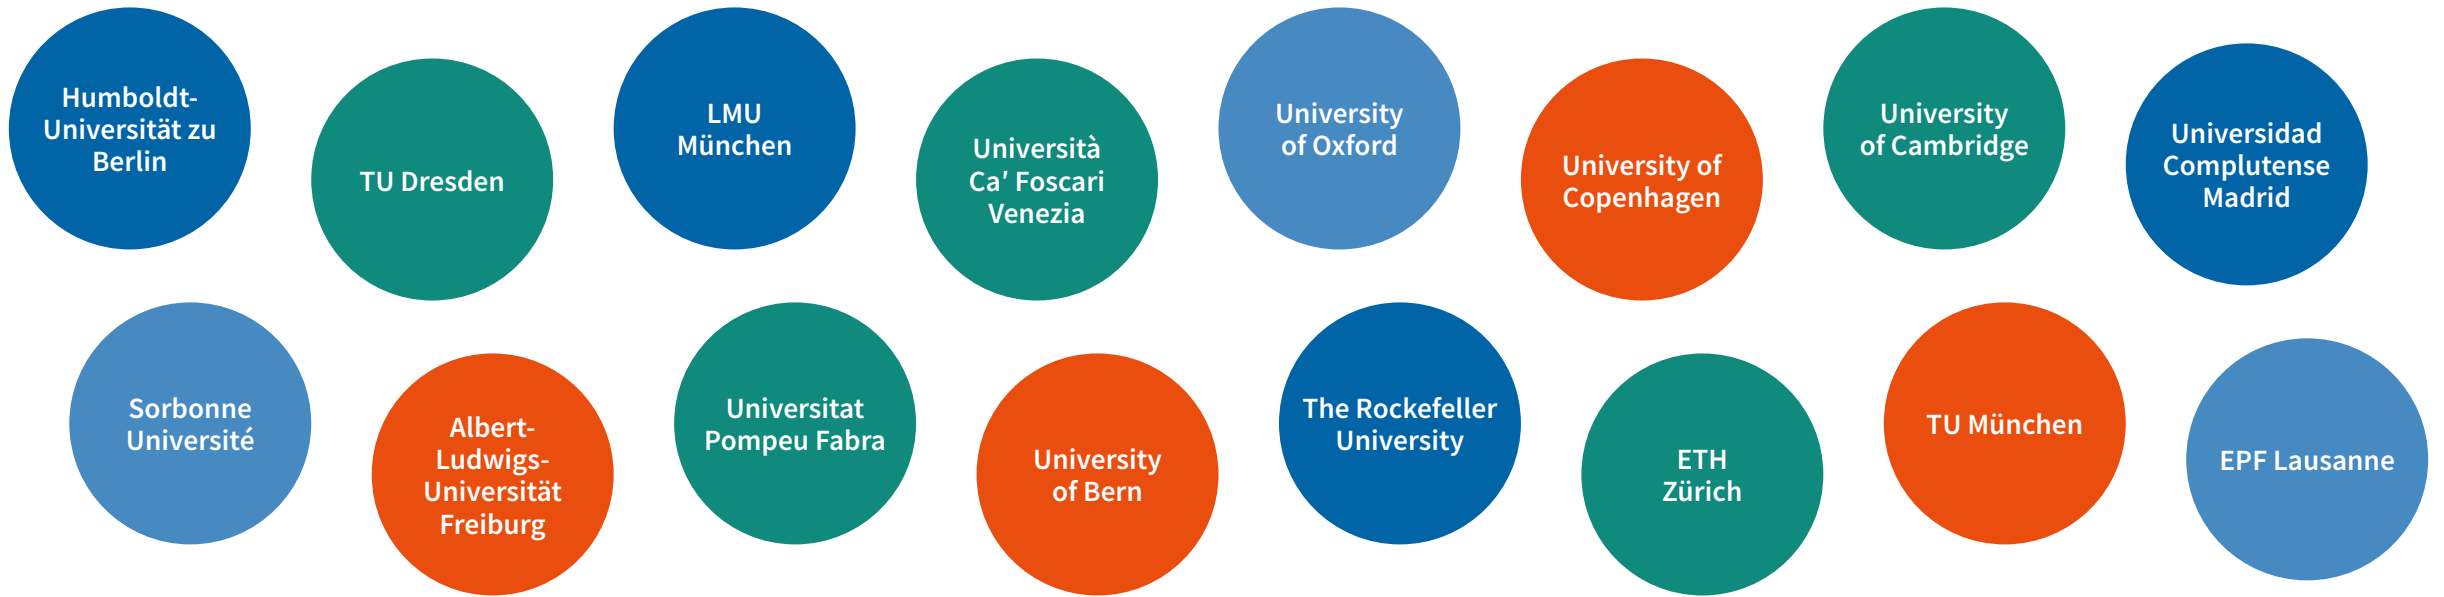 Humboldt-
Universität zu
Berlin
TU Dresden
LMU
München
Università
Ca' Foscari
Venezia
University
of Oxford
University of
Copenhagen
University
of Cambridge
Universidad
Complutense
Madrid
Sorbonne
Université
Albert-
Ludwigs-
Universität
Freiburg
Universitat
Pompeu Fabra
University
of Bern
The Rockefeller
University
ETH
Zürich
TU München
EPF Lausanne